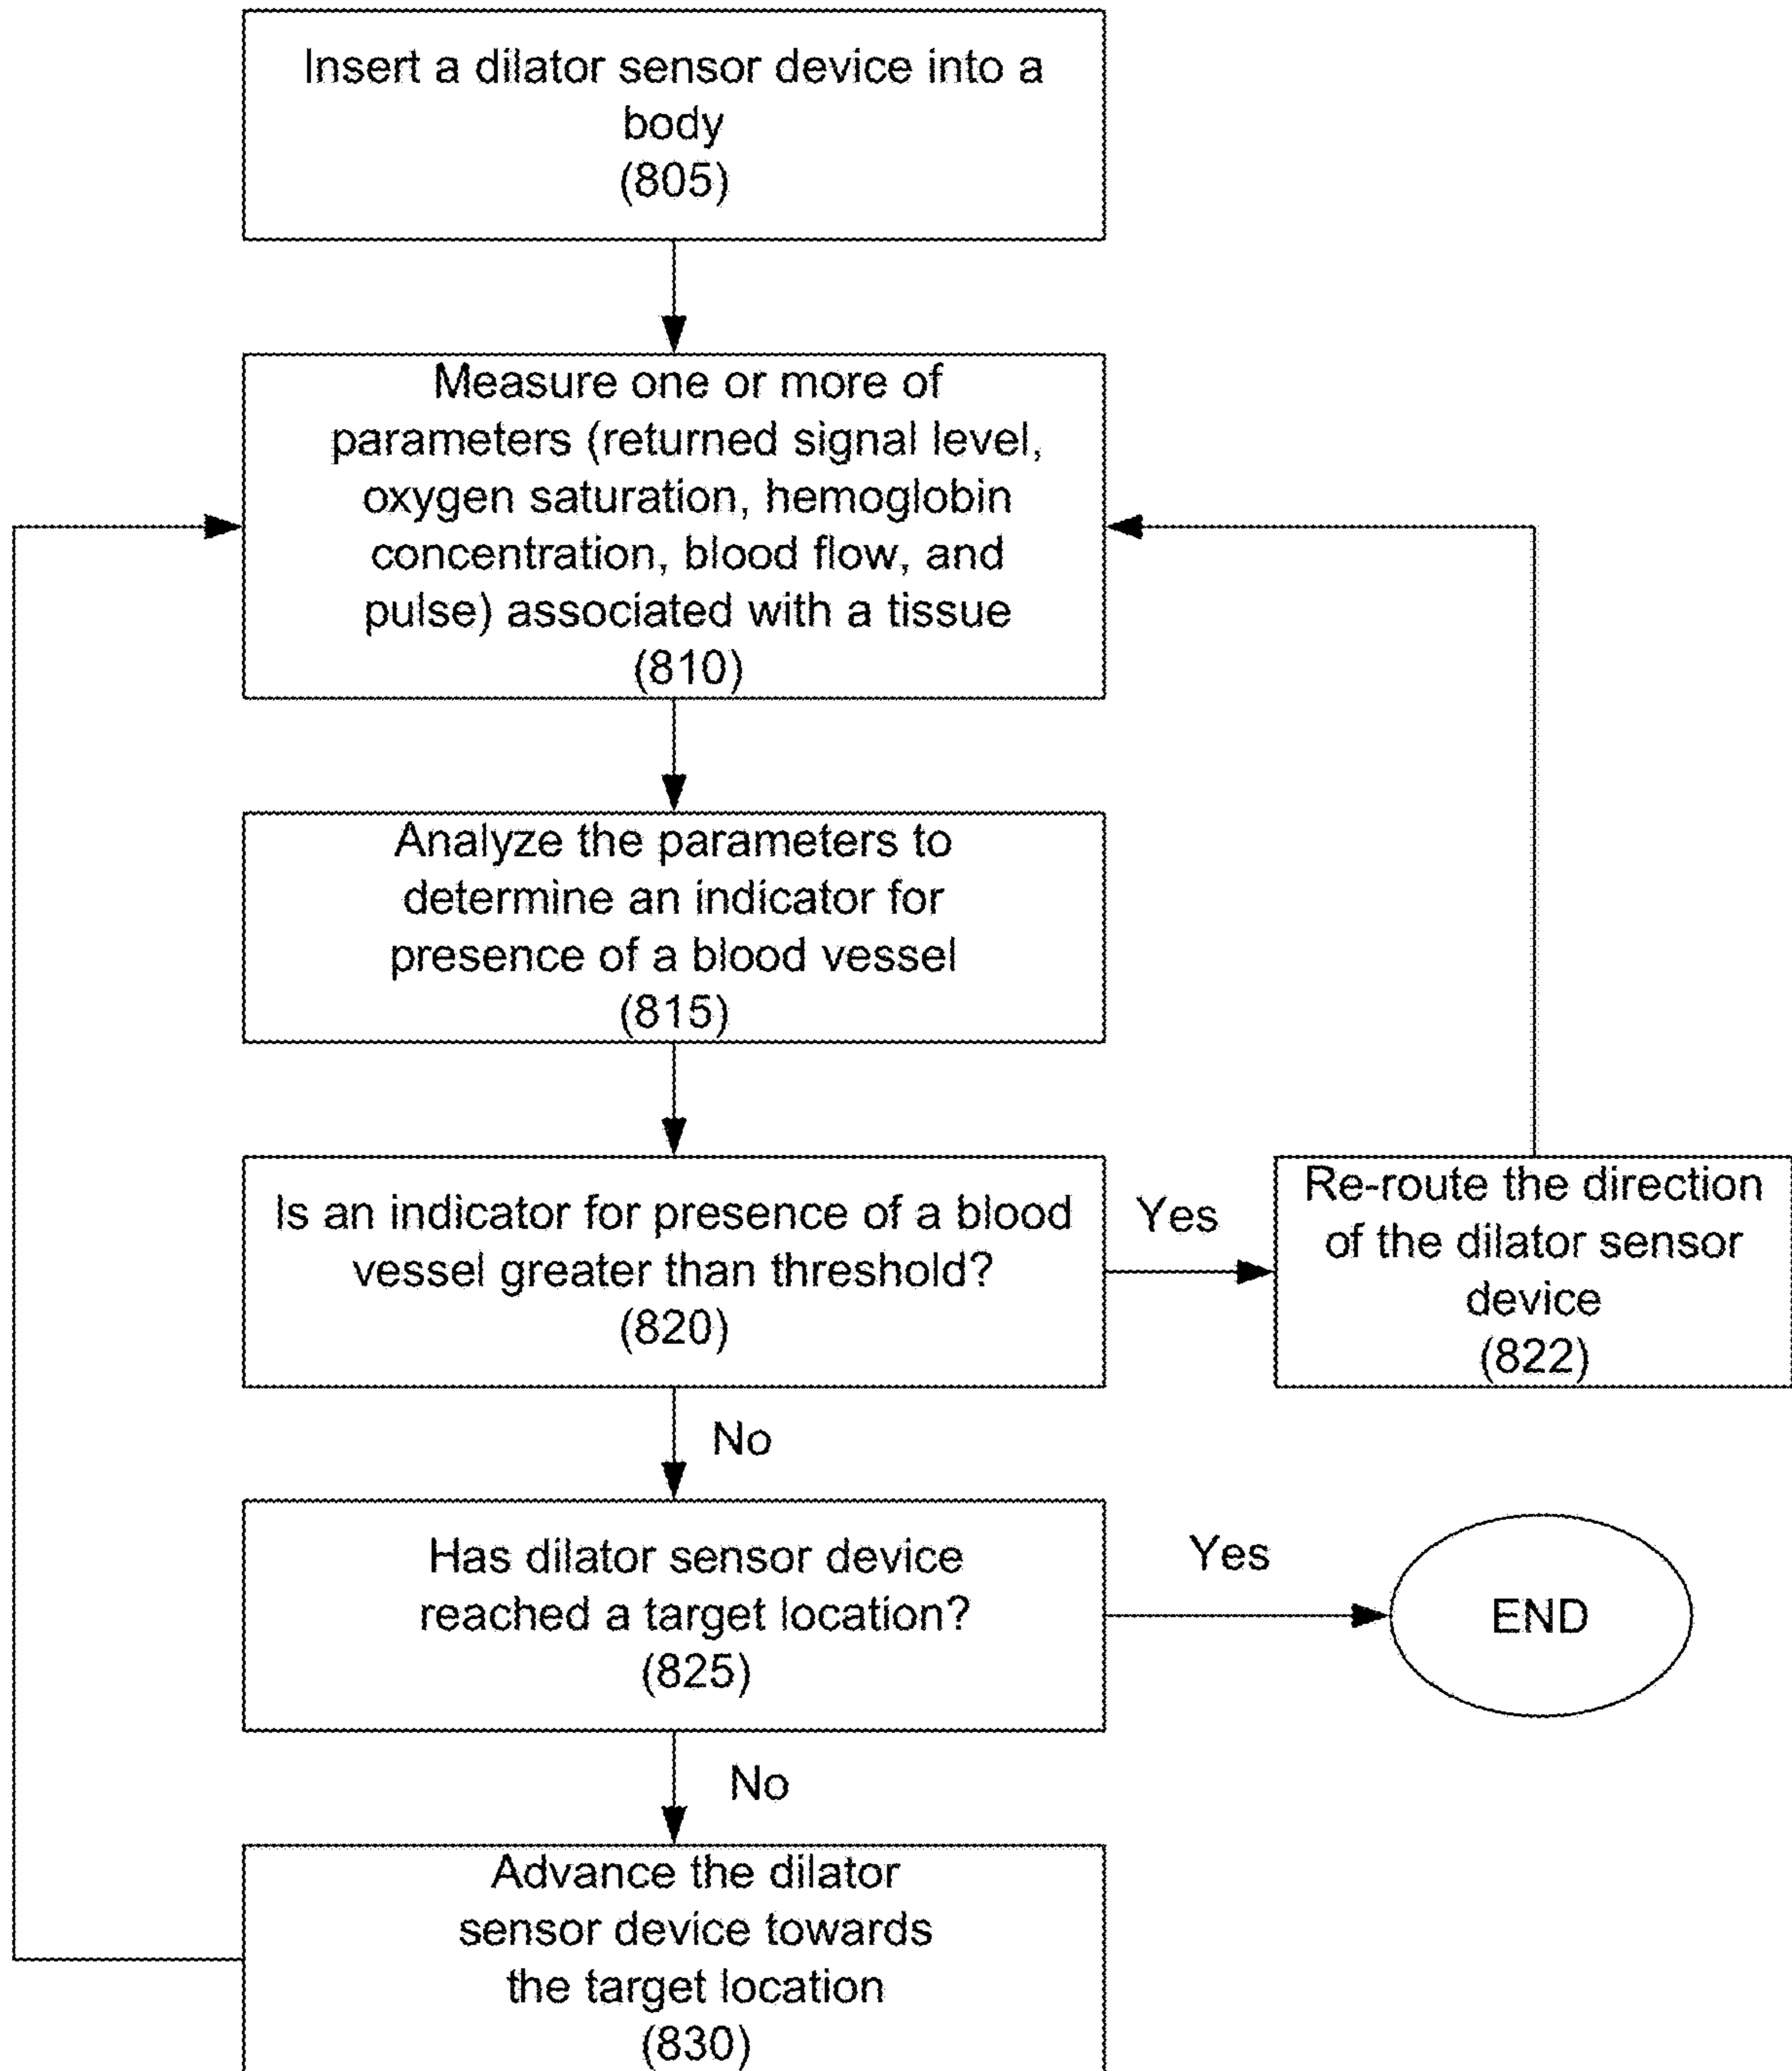 Insert a dilator sensor device into a
body
(805)
Measure one or more of
parameters (returned signal level,
oxygen saturation, hemoglobin
concentration, blood flow, and
pulse) associated with a tissue
(810)
Analyze the parameters to
determine an indicator for
presence of a blood vessel
(815)
Is an indicator for presence of a blood
vessel greater than threshold?
(820)
Yes
Re-route the direction
of the dilator sensor
device
(822)
No
Has dilator sensor device
reached a target location?
(825)
Yes
END
No
Advance the dilator
sensor device towards
the target location
(830)